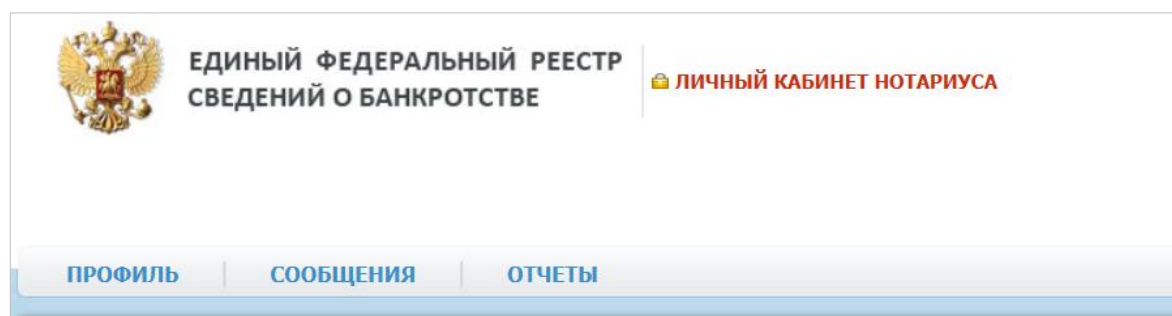 ЕДИНЫЙ ФЕДЕРАЛЬНЫЙ РЕЕСТР
СВЕДЕНИЙ О БАНКРОТСТВЕ
ЛИЧНЫЙ КАБИНЕТ НОТАРИУСА
ПРОФИЛЬ
СООБЩЕНИЯ
ОТЧЕТЫ